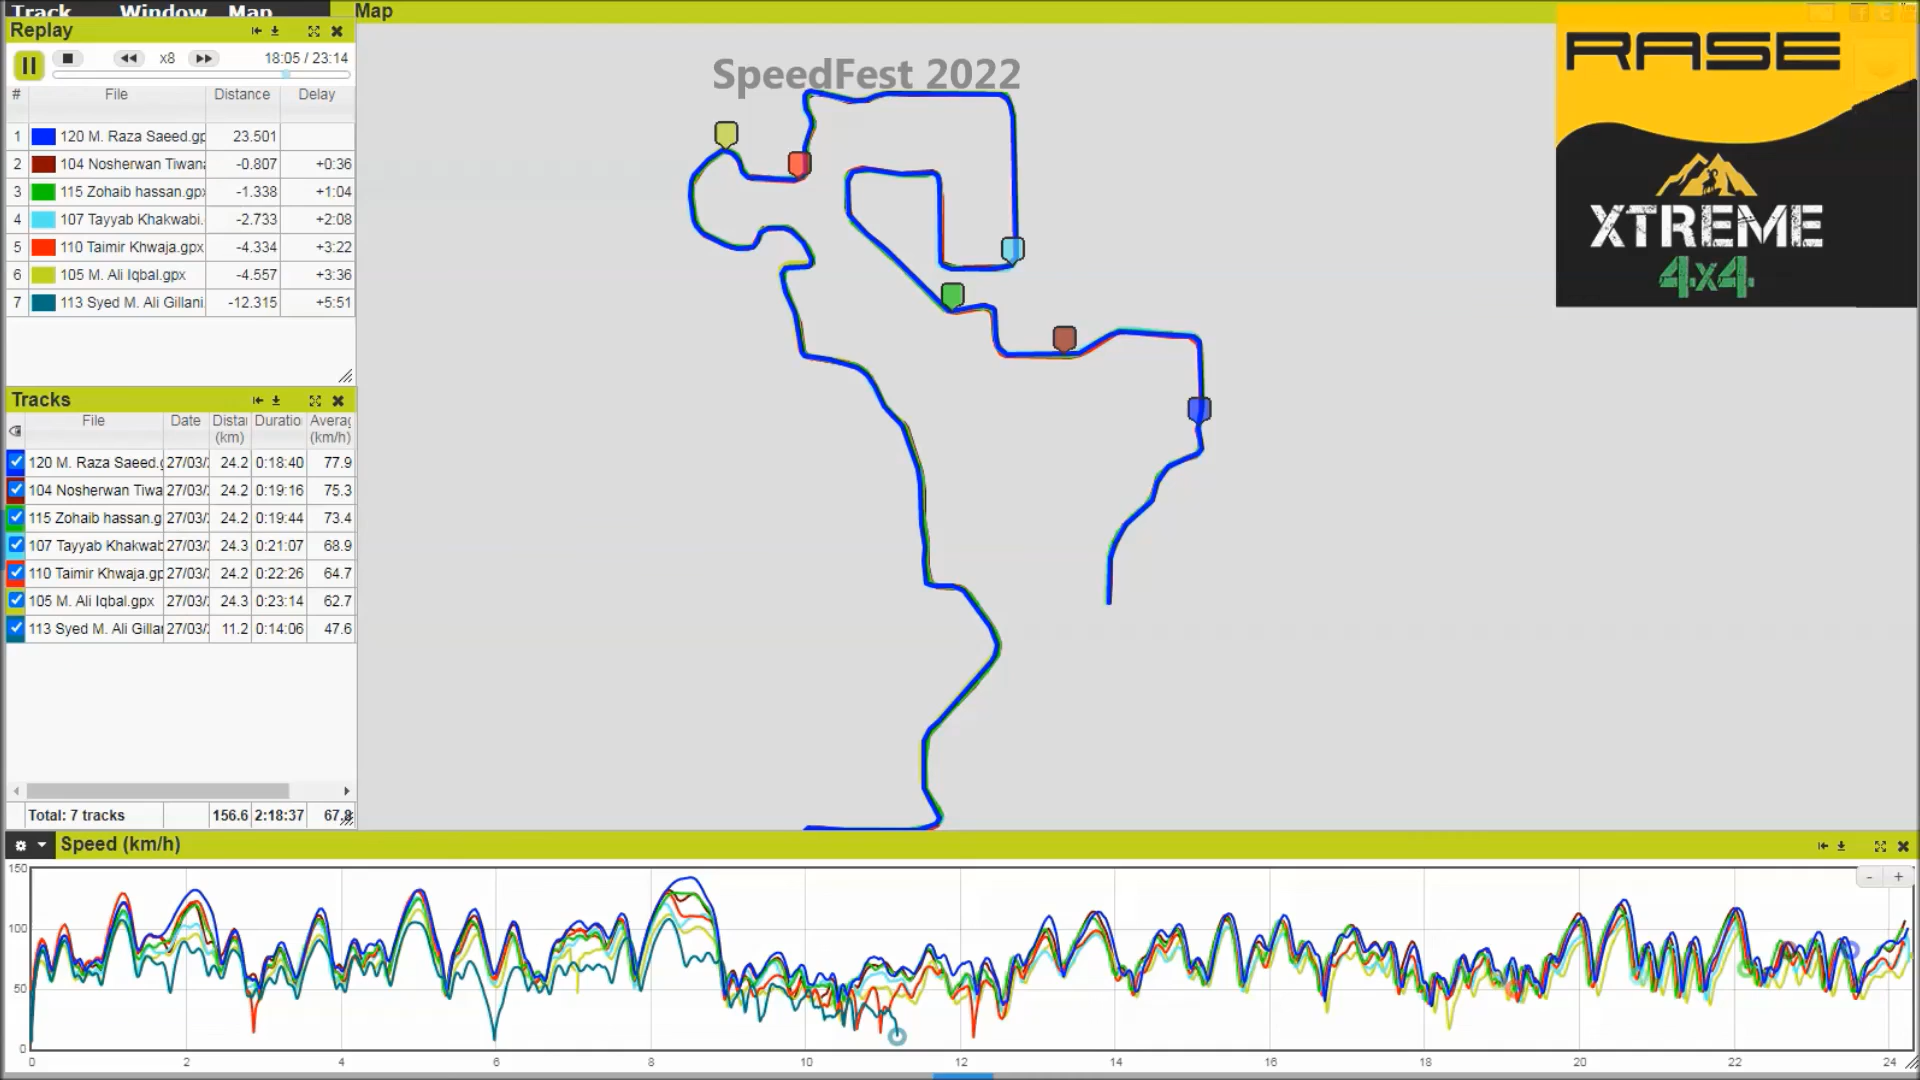 Track Window Map
Map
Replay
x8 18:05 / 23:14
# File Distance Delay
1 120 M. Raza Saeed.gp 23.501
2 104 Nosherwan Tiwana -0.807 +0:36
3 115 Zohaib hassan.gpx -1.338 +1:04
4 107 Tayyab Khakwabi. -2.733 +2:08
5 110 Taimir Khwaja.gpx -4.334 +3:22
6 105 M. Ali Iqbal.gpx -4.557 +3:36
7 113 Syed M. Ali Gillani. -12.315 +5:51
SpeedFest 2022
RASE
XTREME
4x4
Tracks
File Date Distar Duratio Averag
(km) (km/h)
120 M. Raza Saeed.g 27/03/ 24.2 0:18:40 77.9
104 Nosherwan Tiwa 27/03/ 24.2 0:19:16 75.3
115 Zohaib hassan.g 27/03/ 24.2 0:19:44 73.4
107 Tayyab Khakwab 27/03/ 24.3 0:21:07 68.9
110 Taimir Khwaja.gp 27/03/ 24.2 0:22:26 64.7
105 M. Ali Iqbal.gpx 27/03/ 24.3 0:23:14 62.7
113 Syed M. Ali Gillar 27/03/ 11.2 0:14:06 47.6
Total: 7 tracks 156.6 2:18:37 67.8
Speed (km/h)
- +
150
100
50
0
0 2 4 6 8 10 12 14 16 18 20 22 24